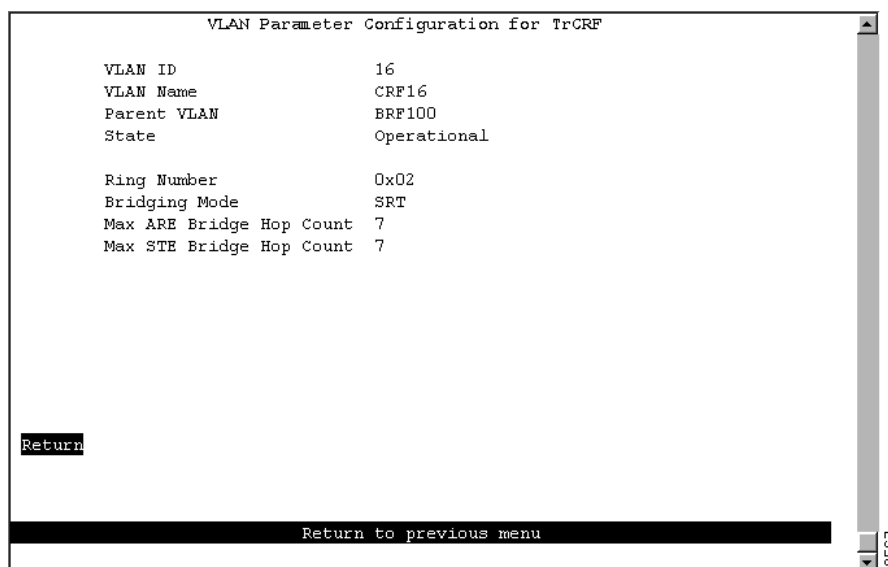 VLAN Parameter Configuration for TrCRF
VLAN ID 16
VLAN Name CRF16
Parent VLAN BRF100
State Operational
Ring Number 0x02
Bridging Mode SRT
Max ARE Bridge Hop Count 7
Max STE Bridge Hop Count 7
Return
Return to previous menu